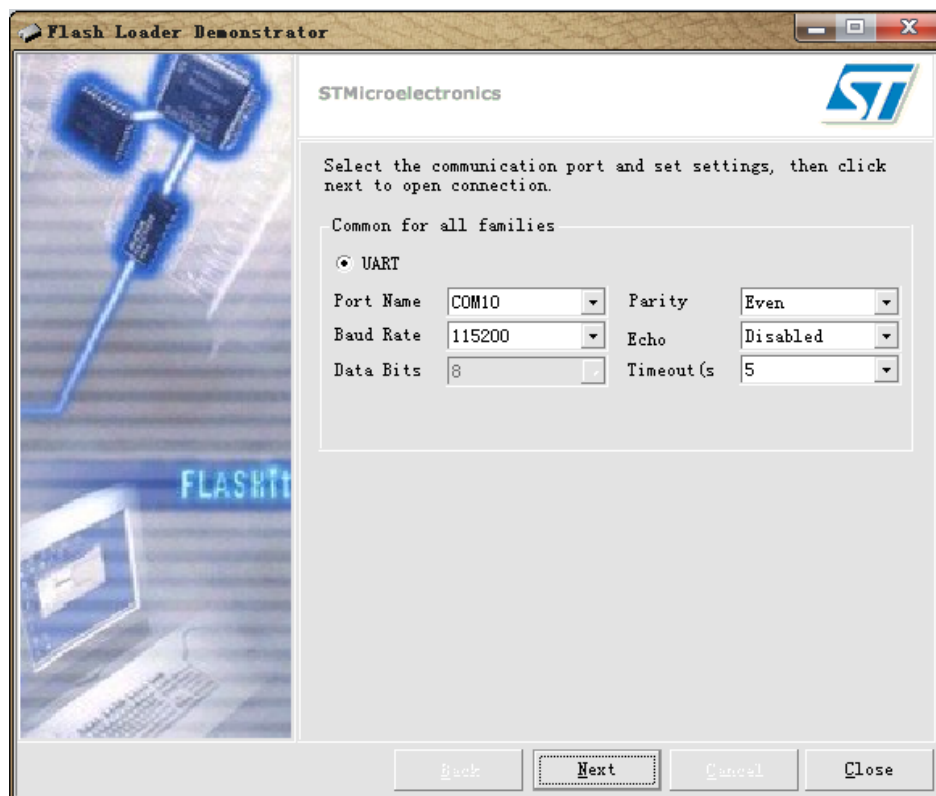 Flash Loader Demonstrator
STMicroelectronics
ST
Select the communication port and set settings, then click
next to open connection.
Common for all families
UART
Port Name COM10 Parity Even
Baud Rate 115200 Echo Disabled
Data Bits 8 Timeout(s 5
FLASHit
Back Next Cancel Close